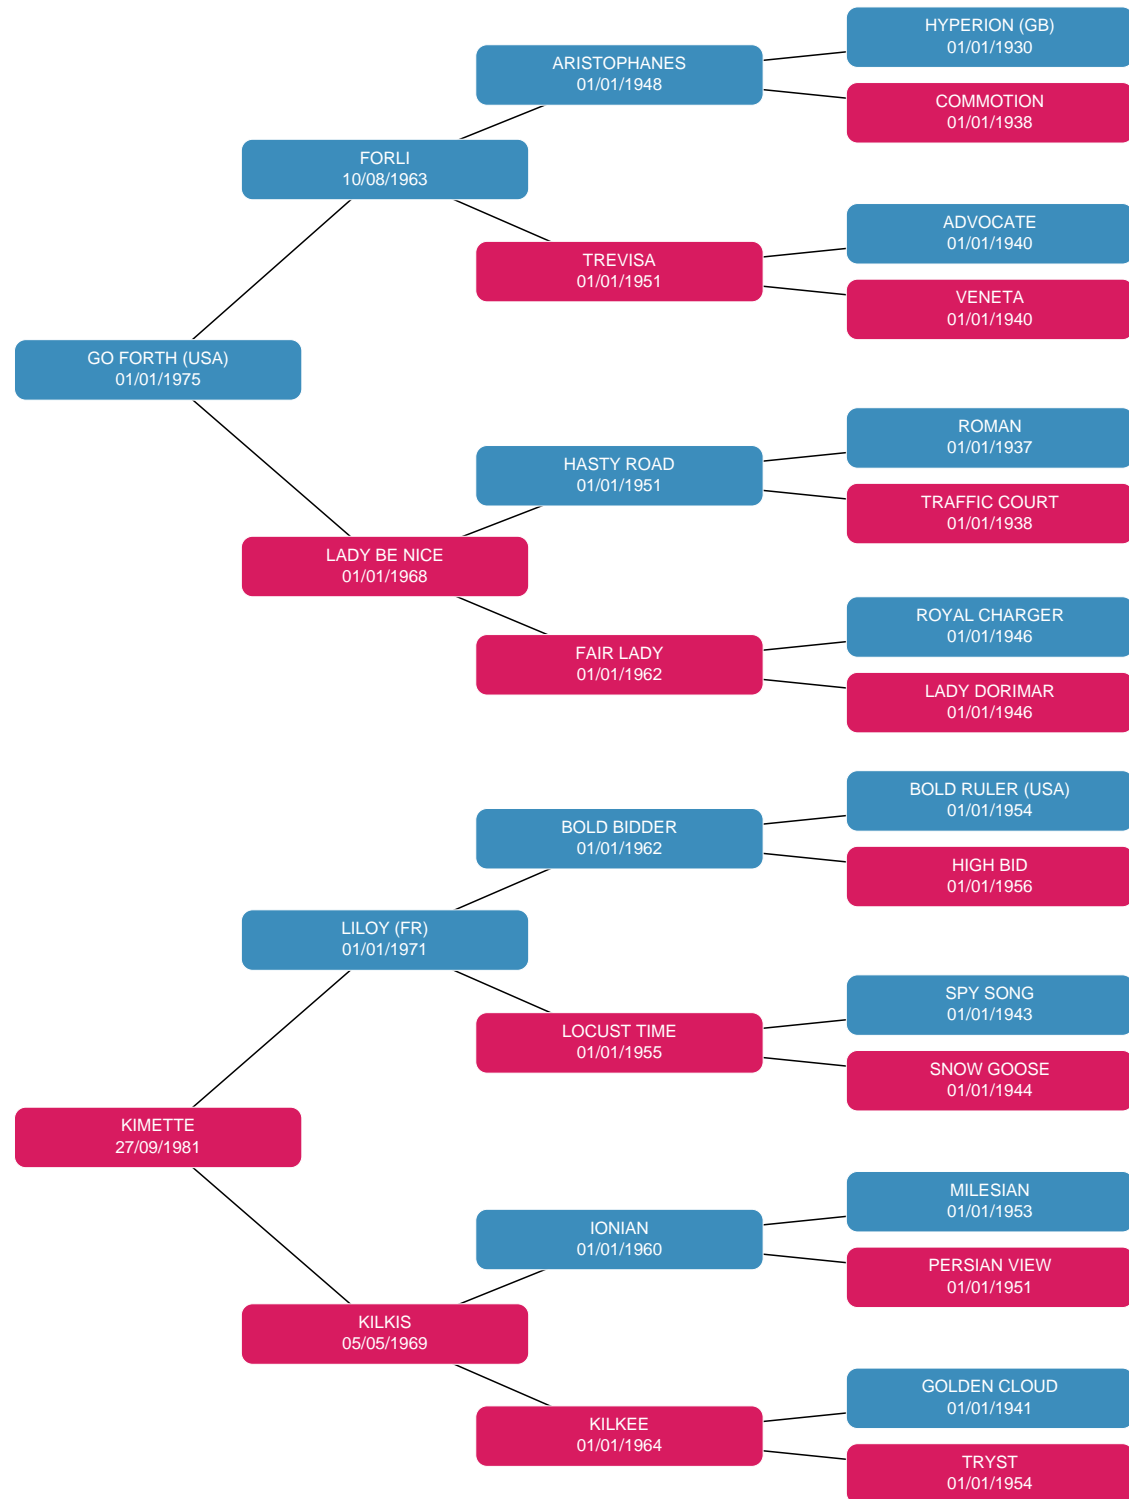 HYPERION (GB)
01/01/1930
ARISTOPHANES
01/01/1948
COMMOTION
01/01/1938
FORLI
10/08/1963
ADVOCATE
01/01/1940
TREVISA
01/01/1951
VENETA
01/01/1940
GO FORTH (USA)
01/01/1975
ROMAN
01/01/1937
HASTY ROAD
01/01/1951
TRAFFIC COURT
01/01/1938
LADY BE NICE
01/01/1968
ROYAL CHARGER
01/01/1946
FAIR LADY
01/01/1962
LADY DORIMAR
01/01/1946
BOLD RULER (USA)
01/01/1954
BOLD BIDDER
01/01/1962
HIGH BID
01/01/1956
LILOY (FR)
01/01/1971
SPY SONG
01/01/1943
LOCUST TIME
01/01/1955
SNOW GOOSE
01/01/1944
KIMETTE
27/09/1981
MILESIAN
01/01/1953
IONIAN
01/01/1960
PERSIAN VIEW
01/01/1951
KILKIS
05/05/1969
GOLDEN CLOUD
01/01/1941
KILKEE
01/01/1964
TRYST
01/01/1954